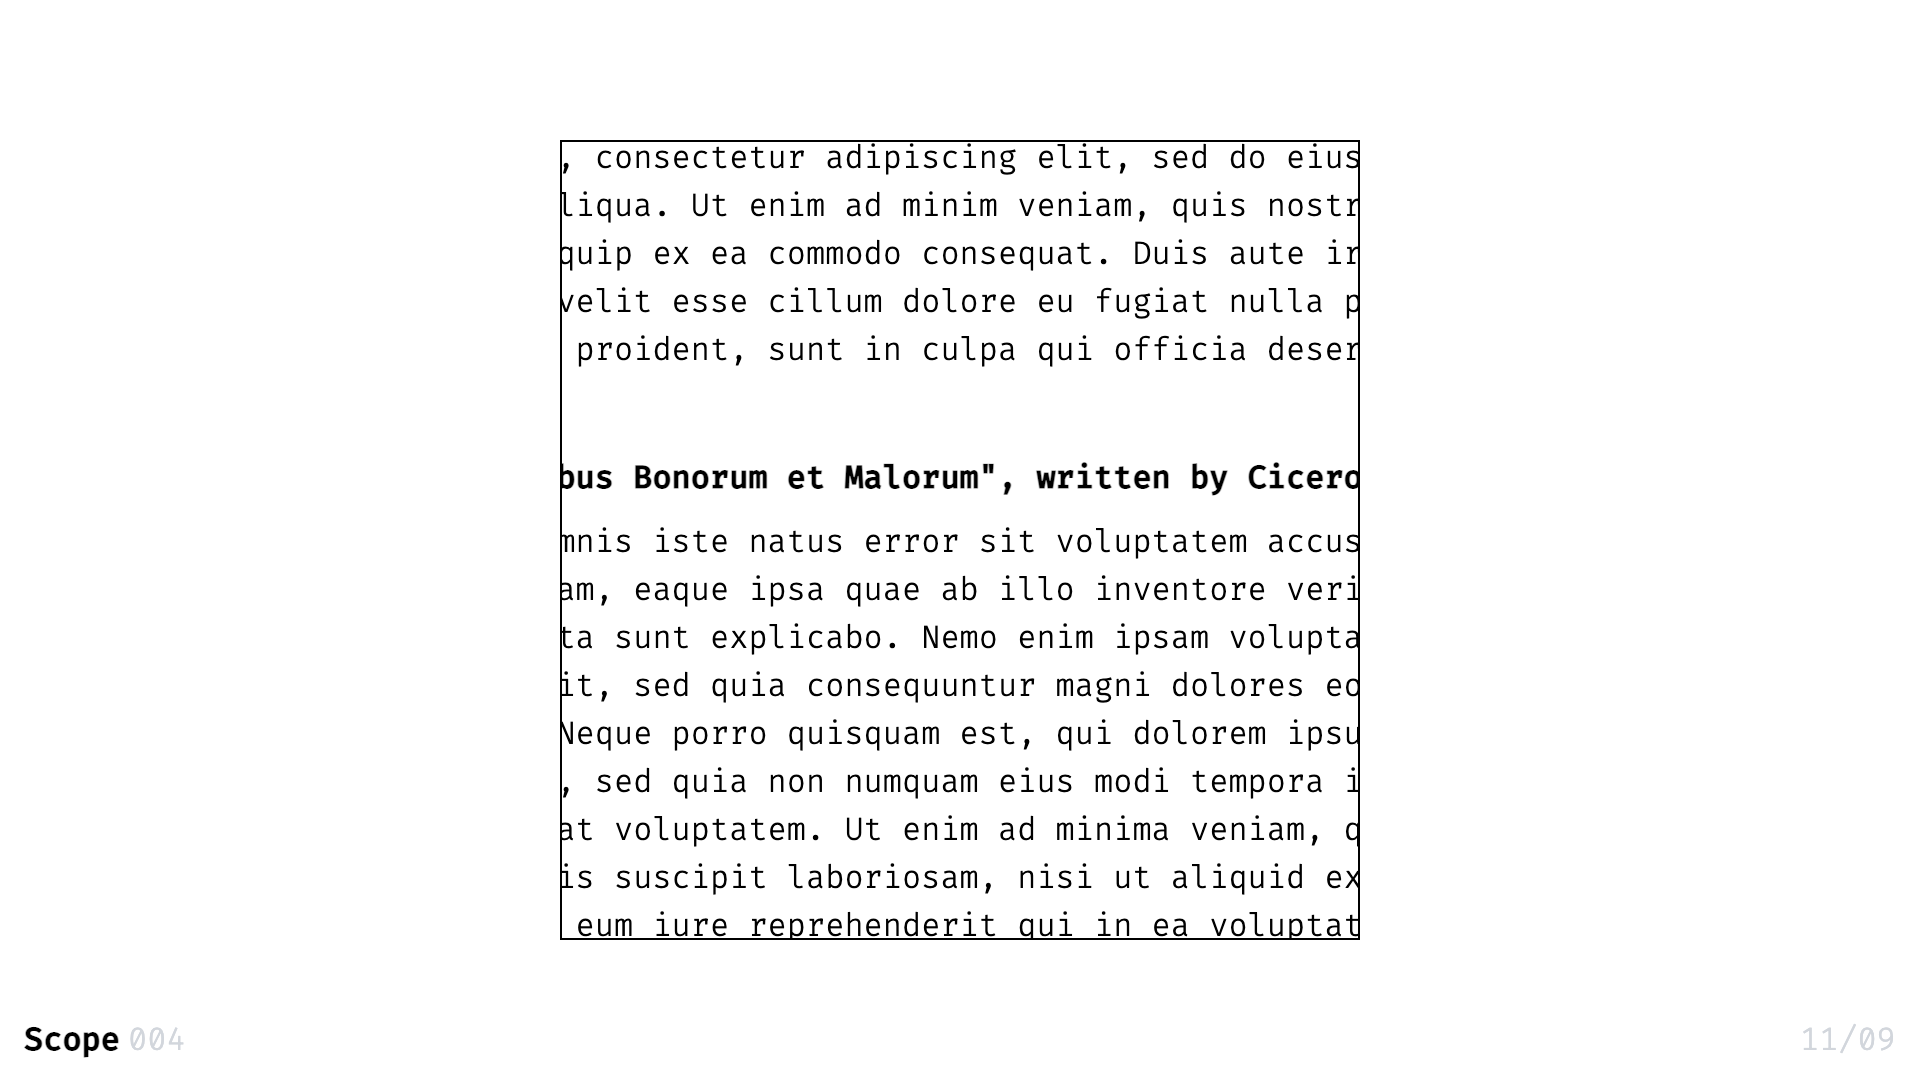 , consectetur adipiscing elit, sed do eius
liqua. Ut enim ad minim veniam, quis nostr
quip ex ea commodo consequat. Duis aute ir
velit esse cillum dolore eu fugiat nulla p
proident, sunt in culpa qui officia deser
bus Bonorum et Malorum", written by Cicero
mnis iste natus error sit voluptatem accus
am, eaque ipsa quae ab illo inventore veri
ta sunt explicabo. Nemo enim ipsam volupta
it, sed quia consequuntur magni dolores eo
Neque porro quisquam est, qui dolorem ipsu
, sed quia non numquam eius modi tempora i
at voluptatem. Ut enim ad minima veniam, q
is suscipit laboriosam, nisi ut aliquid ex
eum iure reprehenderit qui in ea voluptat
Scope 004
11/09